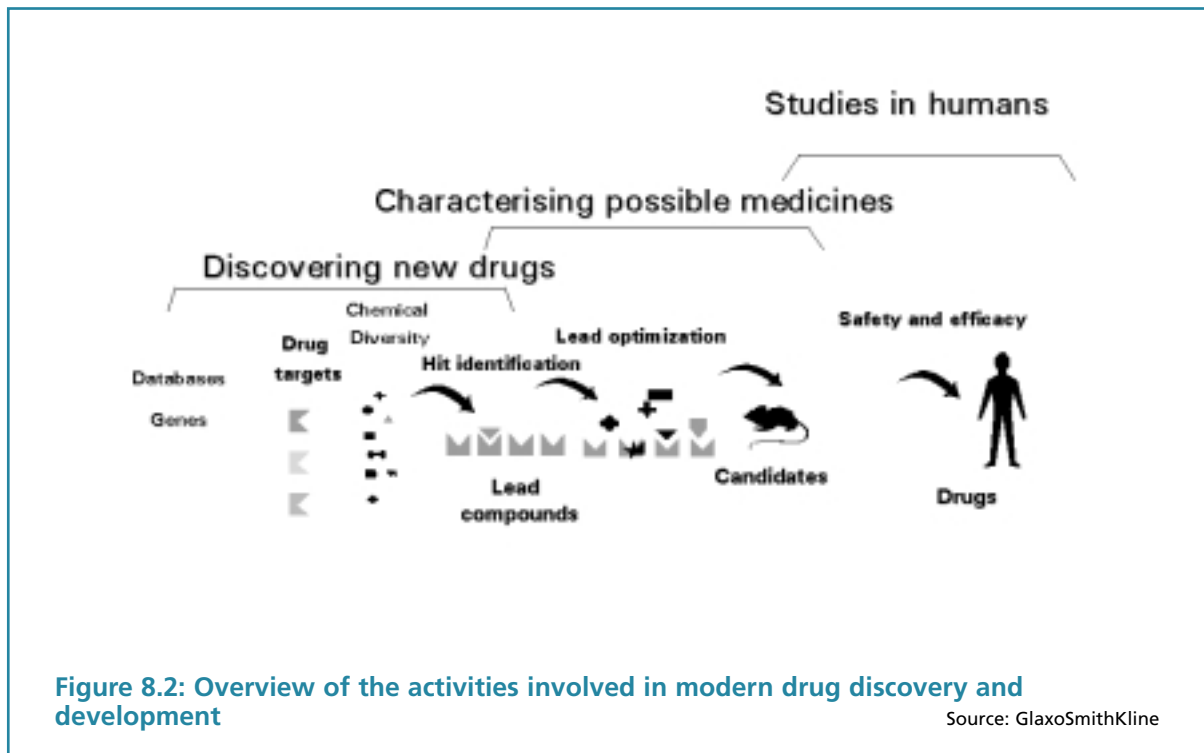 Studies in humans
Characterising possible medicines
Discovering new drugs
Chemical
Diversity
Safety and efficacy
Drug
targets
Lead optimization
Hit identification
Databases
Genes
Candidates
Lead
compounds
Drugs
Figure 8.2: Overview of the activities involved in modern drug discovery and
development
Source: GlaxoSmithKline